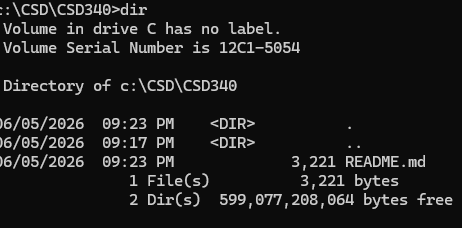 c:\CSD\CSD340>dir
Volume in drive C has no label.
Volume Serial Number is 12C1-5054
Directory of c:\CSD\CSD340
06/05/2026  09:23 PM    <DIR>          .
06/05/2026  09:17 PM    <DIR>          ..
06/05/2026  09:23 PM             3,221 README.md
1 File(s)          3,221 bytes
2 Dir(s)  599,077,208,064 bytes free